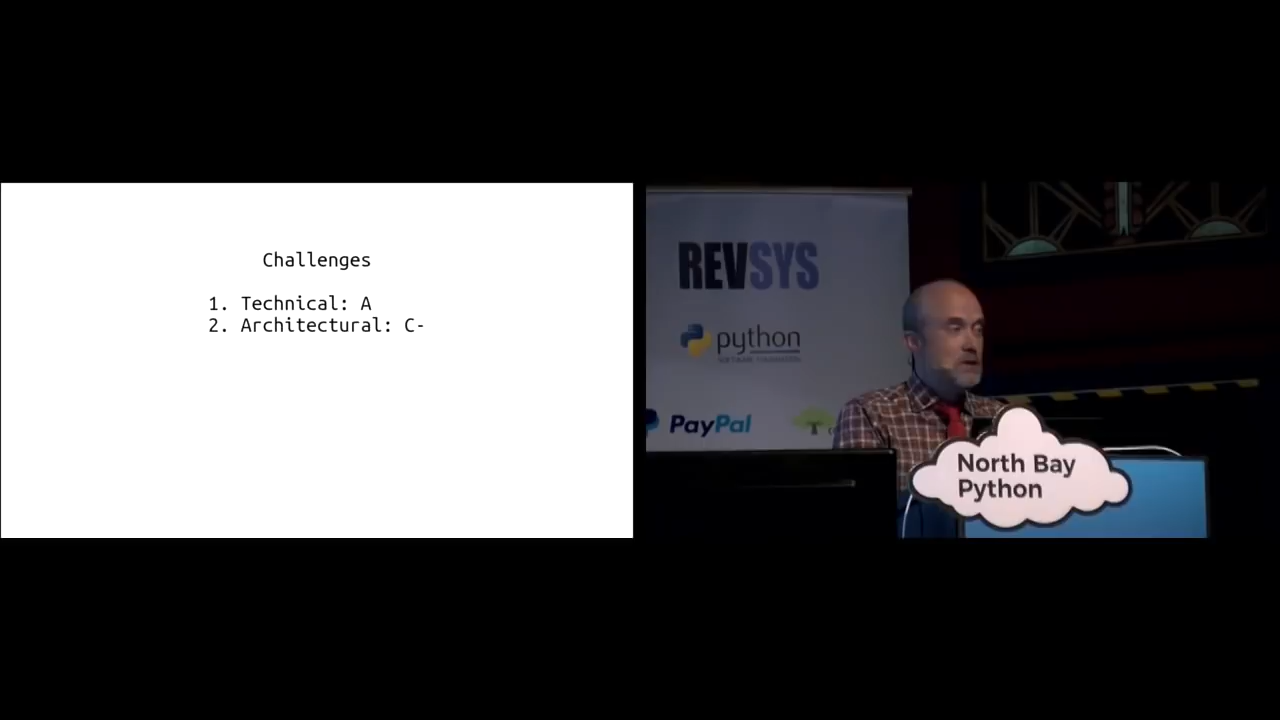 Challenges
1. Technical: A
2. Architectural: C-
REVSYS
python
PayPal
North Bay
Python